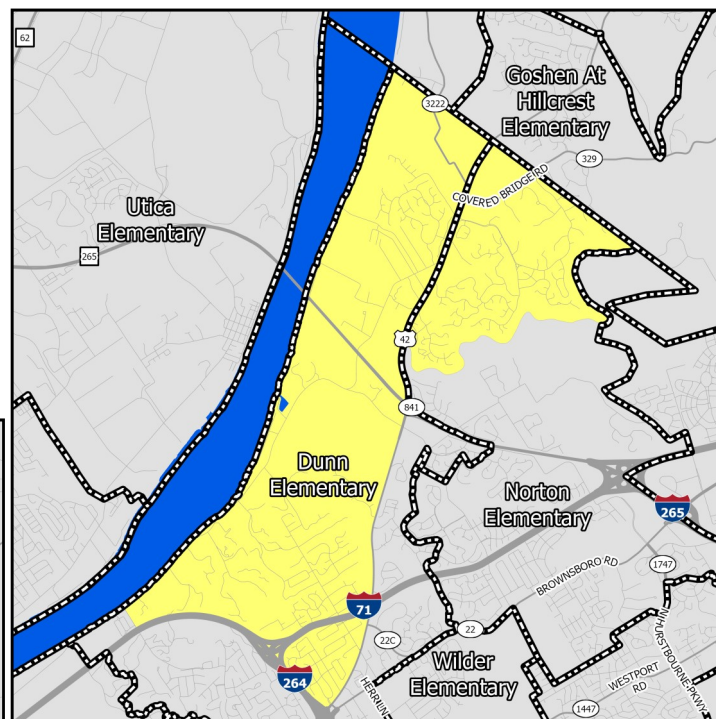 62
3222
Goshen At
Hillcrest
Elementary
329
COVERED BRIDGE RD
Utica
Elementary
265
42
841
Dunn
Elementary
Norton
Elementary
265
BROWNSBORO RD
1747
71
22C
22
Wilder
Elementary
264
WESTPORT
RD
1447